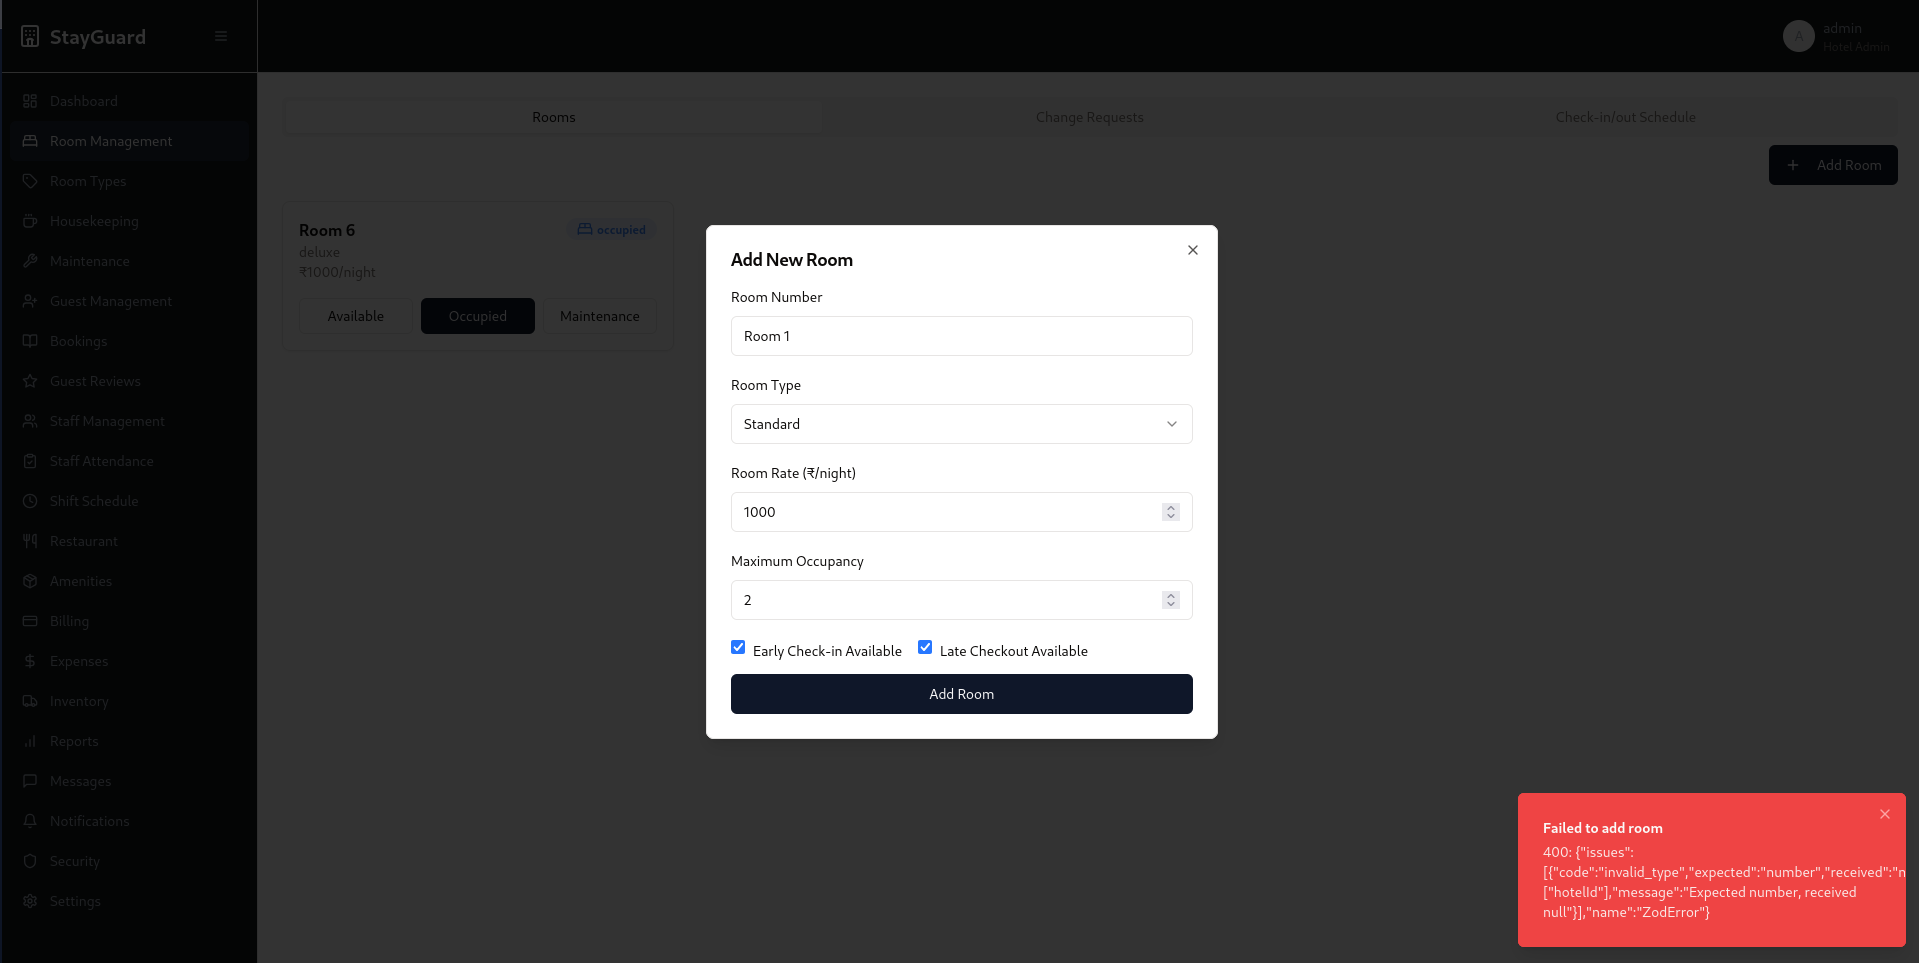 StayGuard
A
admin
Hotel Admin
Dashboard
Room Management
Room Types
Housekeeping
Maintenance
Guest Management
Bookings
Guest Reviews
Staff Management
Staff Attendance
Shift Schedule
Restaurant
Amenities
Billing
Expenses
Inventory
Reports
Messages
Notifications
Security
Settings
Rooms
Change Requests
Check-in/out Schedule
Add Room
Room 6
occupied
deluxe
₹1000/night
Available
Occupied
Maintenance
Add New Room
Room Number
Room 1
Room Type
Standard
Room Rate (₹/night)
1000
Maximum Occupancy
2
Early Check-in Available
Late Checkout Available
Add Room
Failed to add room
400: {"issues":
[{"code":"invalid_type","expected":"number","received":"n
["hotelId"],"message":"Expected number, received
null"}],"name":"ZodError"}